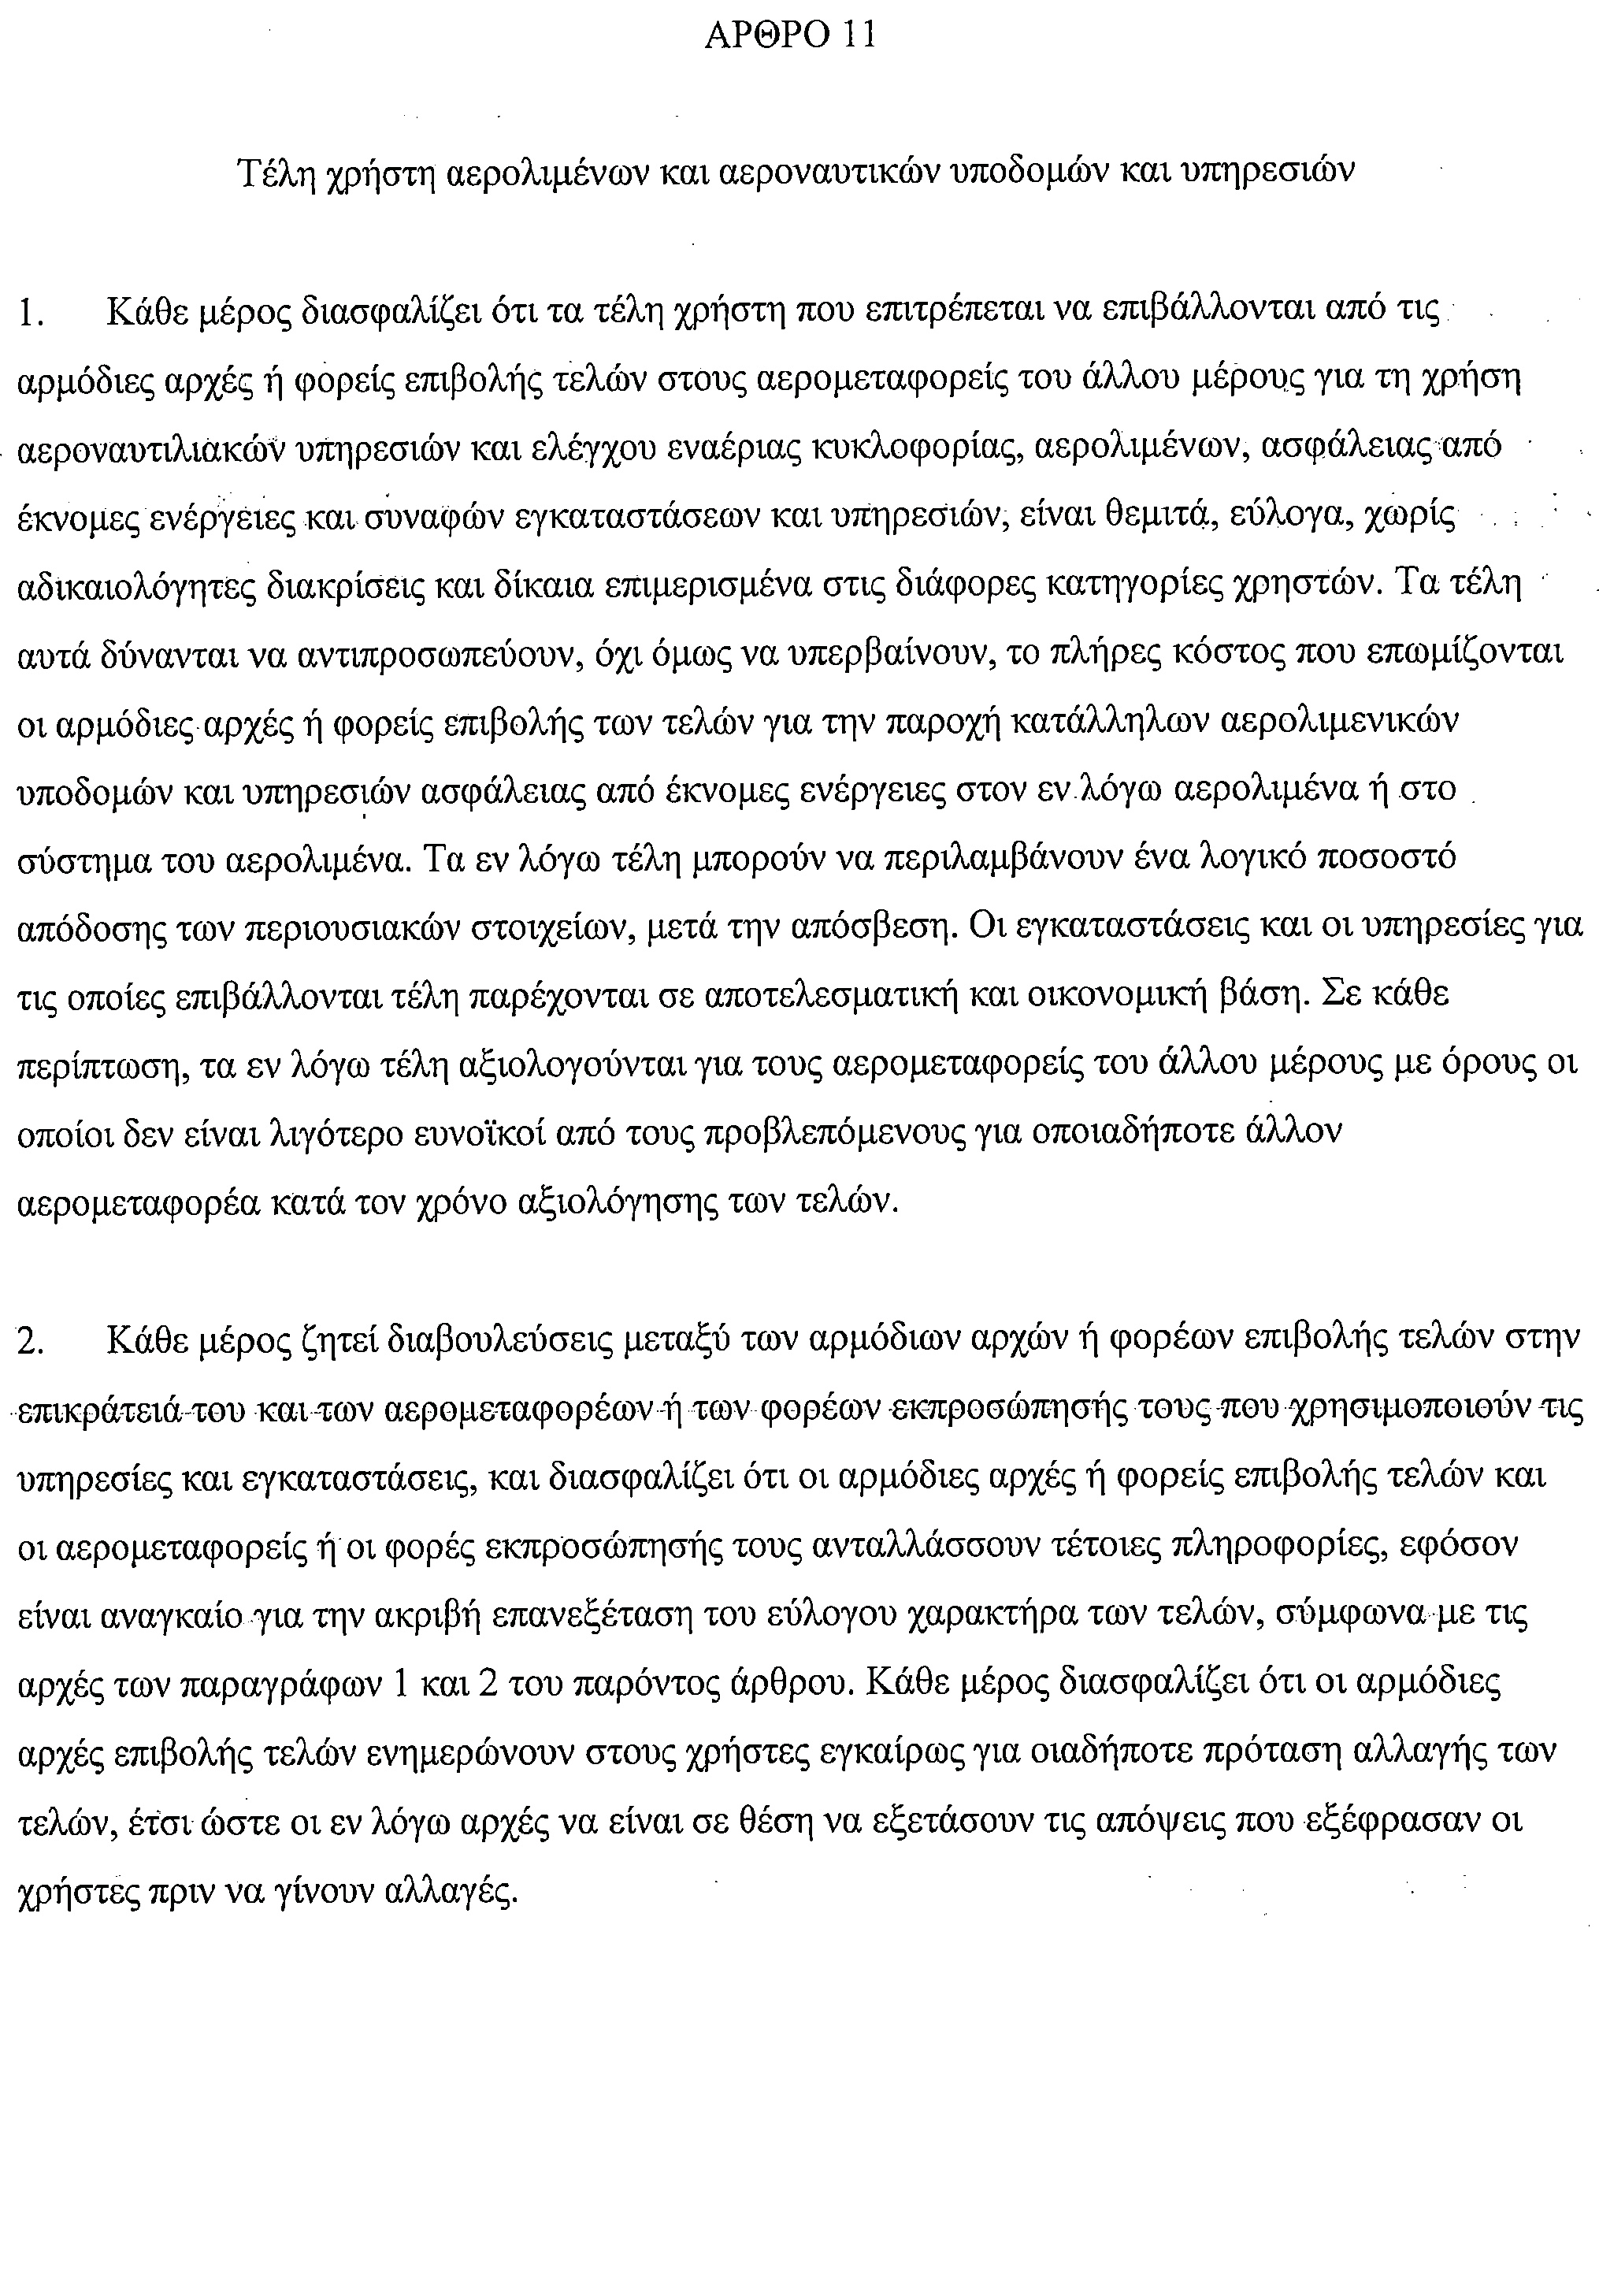 ΑΡΘΡΟ 11
Τέλη χρήστη αερολιμένων και αεροναυτικών υποδομών και υπηρεσιών
1. Κάθε μέρος διασφαλίζει ότι τα τέλη χρήστη που επιτρέπεται να επιβάλλονται από τις
αρμόδιες αρχές ή φορείς επιβολής τελών στους αερομεταφορείς του άλλου μέρους για τη χρήση
αεροναυτιλιακών υπηρεσιών και ελέγχου εναέριας κυκλοφορίας, αερολιμένων, ασφάλειας από
έκνομες ενέργειες και συναφών εγκαταστάσεων και υπηρεσιών, είναι θεμιτά, εύλογα, χωρίς
αδικαιολόγητες διακρίσεις και δίκαια επιμερισμένα στις διάφορες κατηγορίες χρηστών. Τα τέλη
αυτά δύνανται να αντιπροσωπεύουν, όχι όμως να υπερβαίνουν, το πλήρες κόστος που επωμίζονται
οι αρμόδιες αρχές ή φορείς επιβολής των τελών για την παροχή κατάλληλων αερολιμενικών
υποδομών και υπηρεσιών ασφάλειας από έκνομες ενέργειες στον εν λόγω αερολιμένα ή στο
σύστημα του αερολιμένα. Τα εν λόγω τέλη μπορούν να περιλαμβάνουν ένα λογικό ποσοστό
απόδοσης των περιουσιακών στοιχείων, μετά την απόσβεση. Οι εγκαταστάσεις και οι υπηρεσίες για
τις οποίες επιβάλλονται τέλη παρέχονται σε αποτελεσματική και οικονομική βάση. Σε κάθε
περίπτωση, τα εν λόγω τέλη αξιολογούνται για τους αερομεταφορείς του άλλου μέρους με όρους οι
οποίοι δεν είναι λιγότερο ευνοϊκοί από τους προβλεπόμενους για οποιαδήποτε άλλον
αερομεταφορέα κατά τον χρόνο αξιολόγησης των τελών.
2. Κάθε μέρος ζητεί διαβουλεύσεις μεταξύ των αρμόδιων αρχών ή φορέων επιβολής τελών στην
επικράτειά του και των αερομεταφορέων ή των φορέων εκπροσώπησής τους που χρησιμοποιούν τις
υπηρεσίες και εγκαταστάσεις, και διασφαλίζει ότι οι αρμόδιες αρχές ή φορείς επιβολής τελών και
οι αερομεταφορείς ή οι φορές εκπροσώπησής τους ανταλλάσσουν τέτοιες πληροφορίες, εφόσον
είναι αναγκαίο για την ακριβή επανεξέταση του εύλογου χαρακτήρα των τελών, σύμφωνα με τις
αρχές των παραγράφων 1 και 2 του παρόντος άρθρου. Κάθε μέρος διασφαλίζει ότι οι αρμόδιες
αρχές επιβολής τελών ενημερώνουν στους χρήστες εγκαίρως για οιαδήποτε πρόταση αλλαγής των
τελών, έτσι ώστε οι εν λόγω αρχές να είναι σε θέση να εξετάσουν τις απόψεις που εξέφρασαν οι
χρήστες πριν να γίνουν αλλαγές.